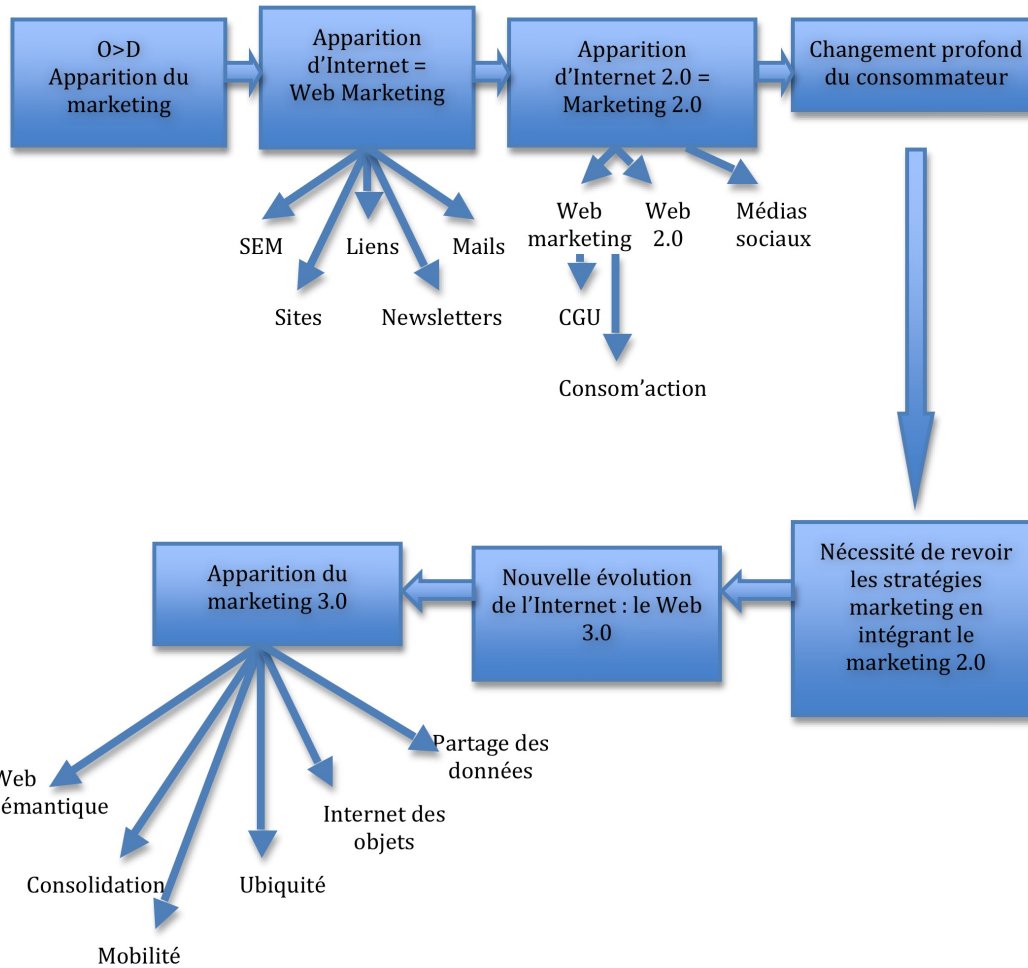 O>D
Apparition du
marketing
Apparition
d'Internet =
Web Marketing
Apparition
d'Internet 2.0 =
Marketing 2.0
Changement profond
du consommateur
SEM
Liens
Mails
Sites
Newsletters
Web
marketing
Web
2.0
Médias
sociaux
CGU
Consom'action
Nécessité de revoir
les stratégies
marketing en
intégrant le
marketing 2.0
Nouvelle évolution
de l'Internet : le Web
3.0
Apparition du
marketing 3.0
Web
émantique
Consolidation
Mobilité
Ubiquité
Internet des
objets
Partage des
données